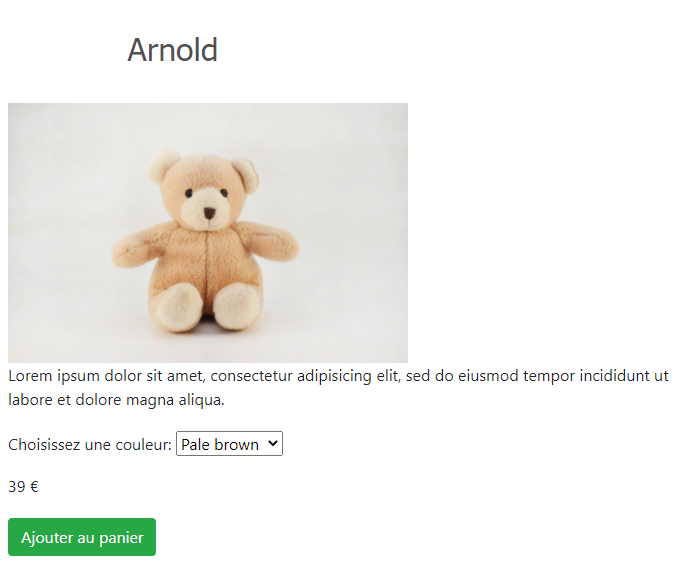 Arnold
Lorem ipsum dolor sit amet, consectetur adipisicing elit, sed do eiusmod tempor incididunt ut
labore et dolore magna aliqua.
Choisissez une couleur: Pale brown
39 €
Ajouter au panier